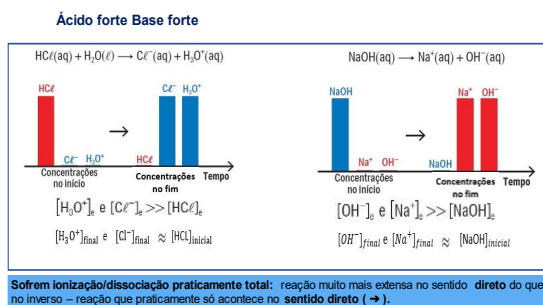 Ácido forte Base forte
HCℓ(aq) + H₂O(ℓ) → Cℓ⁻(aq) + H₃O⁺(aq)
HCℓ
Cℓ⁻ H₃O⁺
Cℓ⁻ H₃O⁺
HCℓ
Concentrações no início
Concentrações no fim
Tempo
[H₃O⁺]ₑ e [Cℓ⁻]ₑ >> [HCℓ]ₑ
[H₃O⁺]final e [Cl⁻]final ≈ [HCL]inicial
NaOH(aq) → Na⁺(aq) + OH⁻(aq)
NaOH
Na⁺ OH⁻
Na⁺ OH⁻
NaOH
Concentrações no início
Concentrações no fim
Tempo
[OH⁻]ₑ e [Na⁺]ₑ >> [NaOH]ₑ
[OH⁻]final e [Na⁺]final ≈ [NaOH]inicial
Sofrem ionização/dissociação praticamente total: reação muito mais extensa no sentido direto do que
no inverso – reação que praticamente só acontece no sentido direto ( → ).